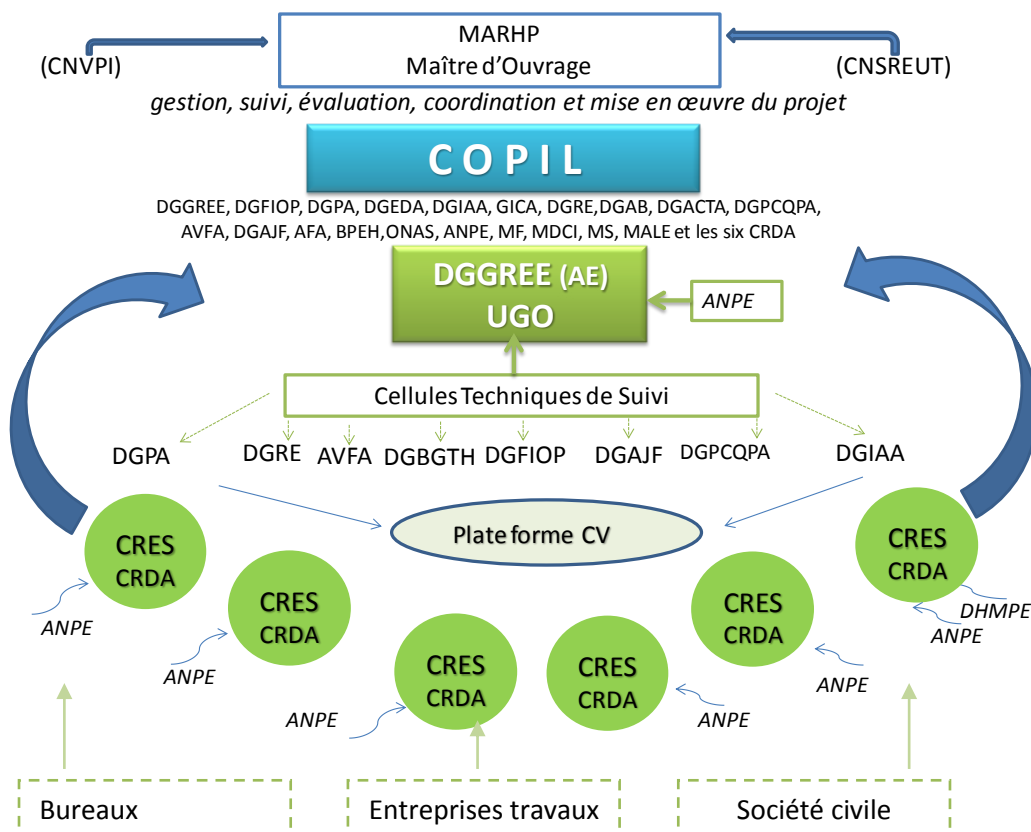 MARHP
Maître d'Ouvrage
(CNVPI)
(CNSREUT)
gestion, suivi, évaluation, coordination et mise en œuvre du projet
COPIL
DGGREE, DGFIOP, DGPA, DGEDA, DGIAA, GICA, DGRE,DGAB, DGACTA, DGPCQPA,
AVFA, DGAJF, AFA, BPEH,ONAS, ANPE, MF, MDCI, MS, MALE et les six CRDA
DGGREE (AE)
UGO
ANPE
Cellules Techniques de Suivi
DGPA
DGRE
AVFA
DGBGTH
DGFIOP
DGAJF
DGPCQPA
DGIAA
Plateforme CV
CRES
CRDA
ANPE
CRES
CRDA
ANPE
CRES
CRDA
ANPE
CRES
CRDA
ANPE
CRES
CRDA
ANPE
CRES
CRDA
DHMPE
ANPE
Bureaux
Entreprises travaux
Société civile